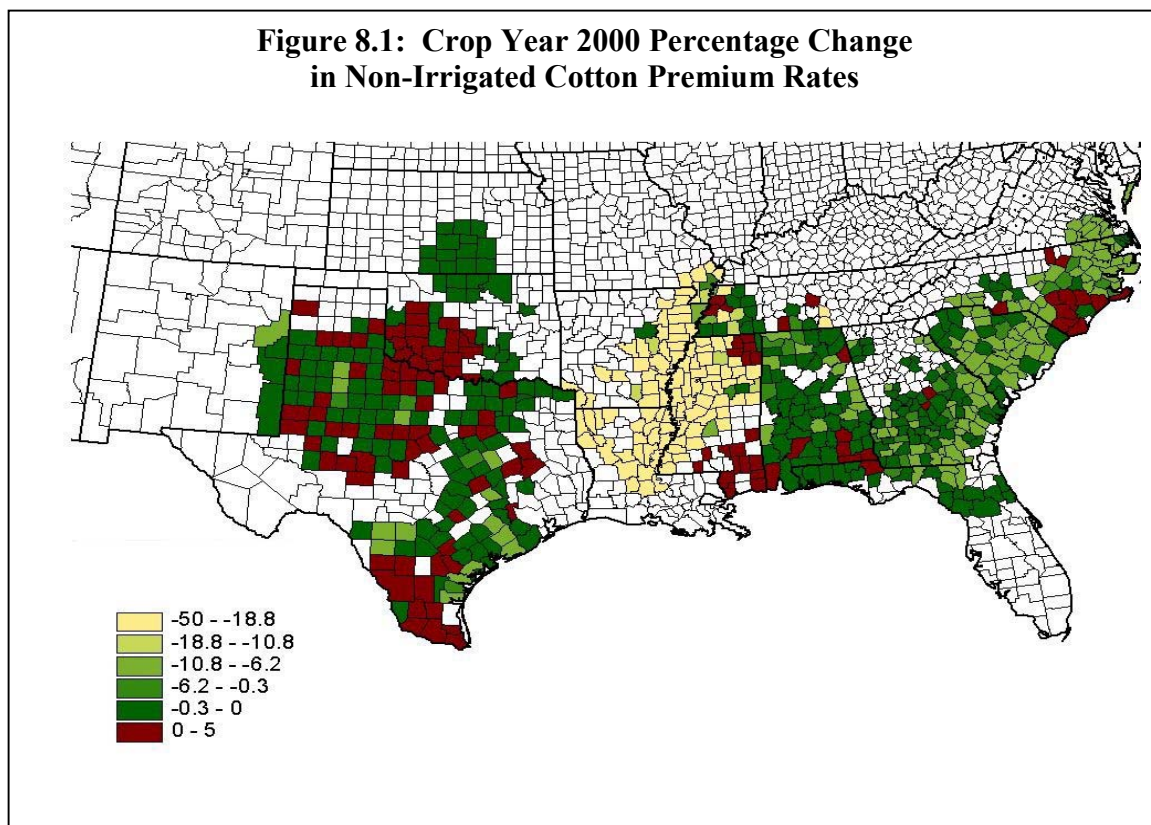 Figure 8.1:  Crop Year 2000 Percentage Change
in Non-Irrigated Cotton Premium Rates
-50 - -18.8
-18.8 - -10.8
-10.8 - -6.2
-6.2 - -0.3
-0.3 - 0
0 - 5